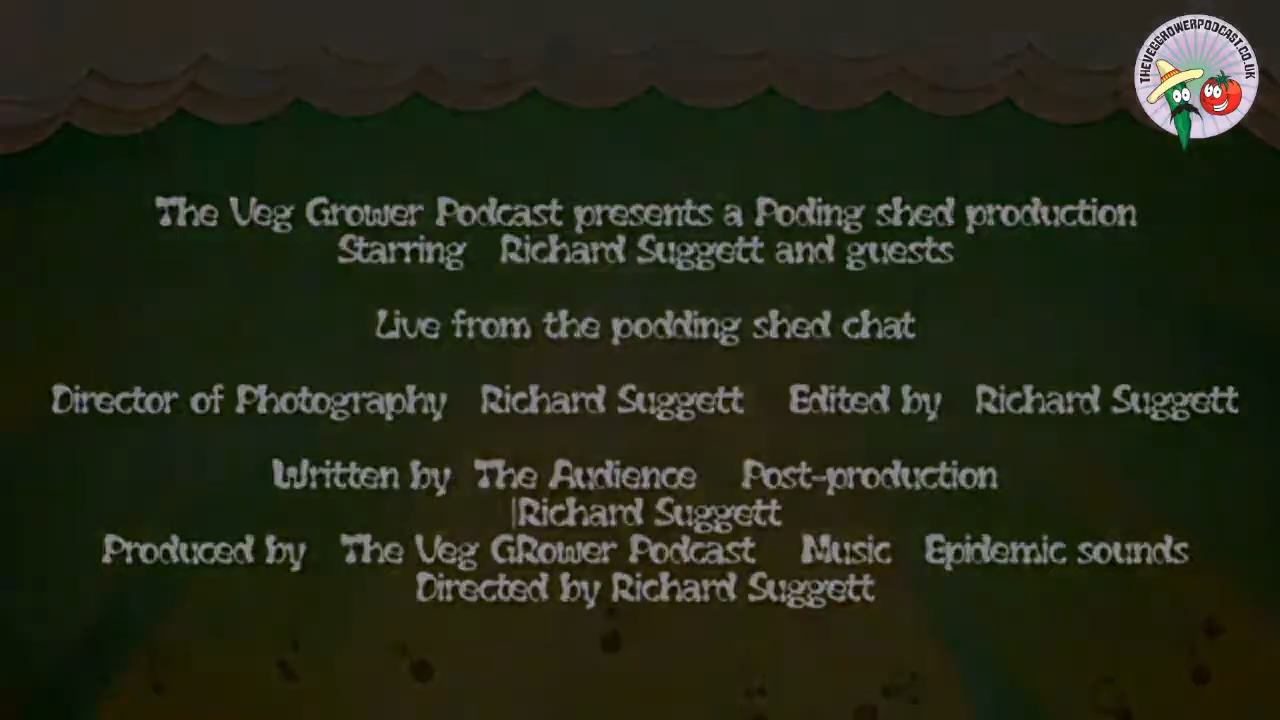 THEVEGGROWERPODCAST.CO.UK
The Veg Grower Podcast presents a Poding shed production
Starring Richard Suggett and guests
Live from the podding shed chat
Director of Photography Richard Suggett Edited by Richard Suggett
Written by The Audience Post-production
|Richard Suggett
Produced by The Veg GRower Podcast Music Epidemic sounds
Directed by Richard Suggett